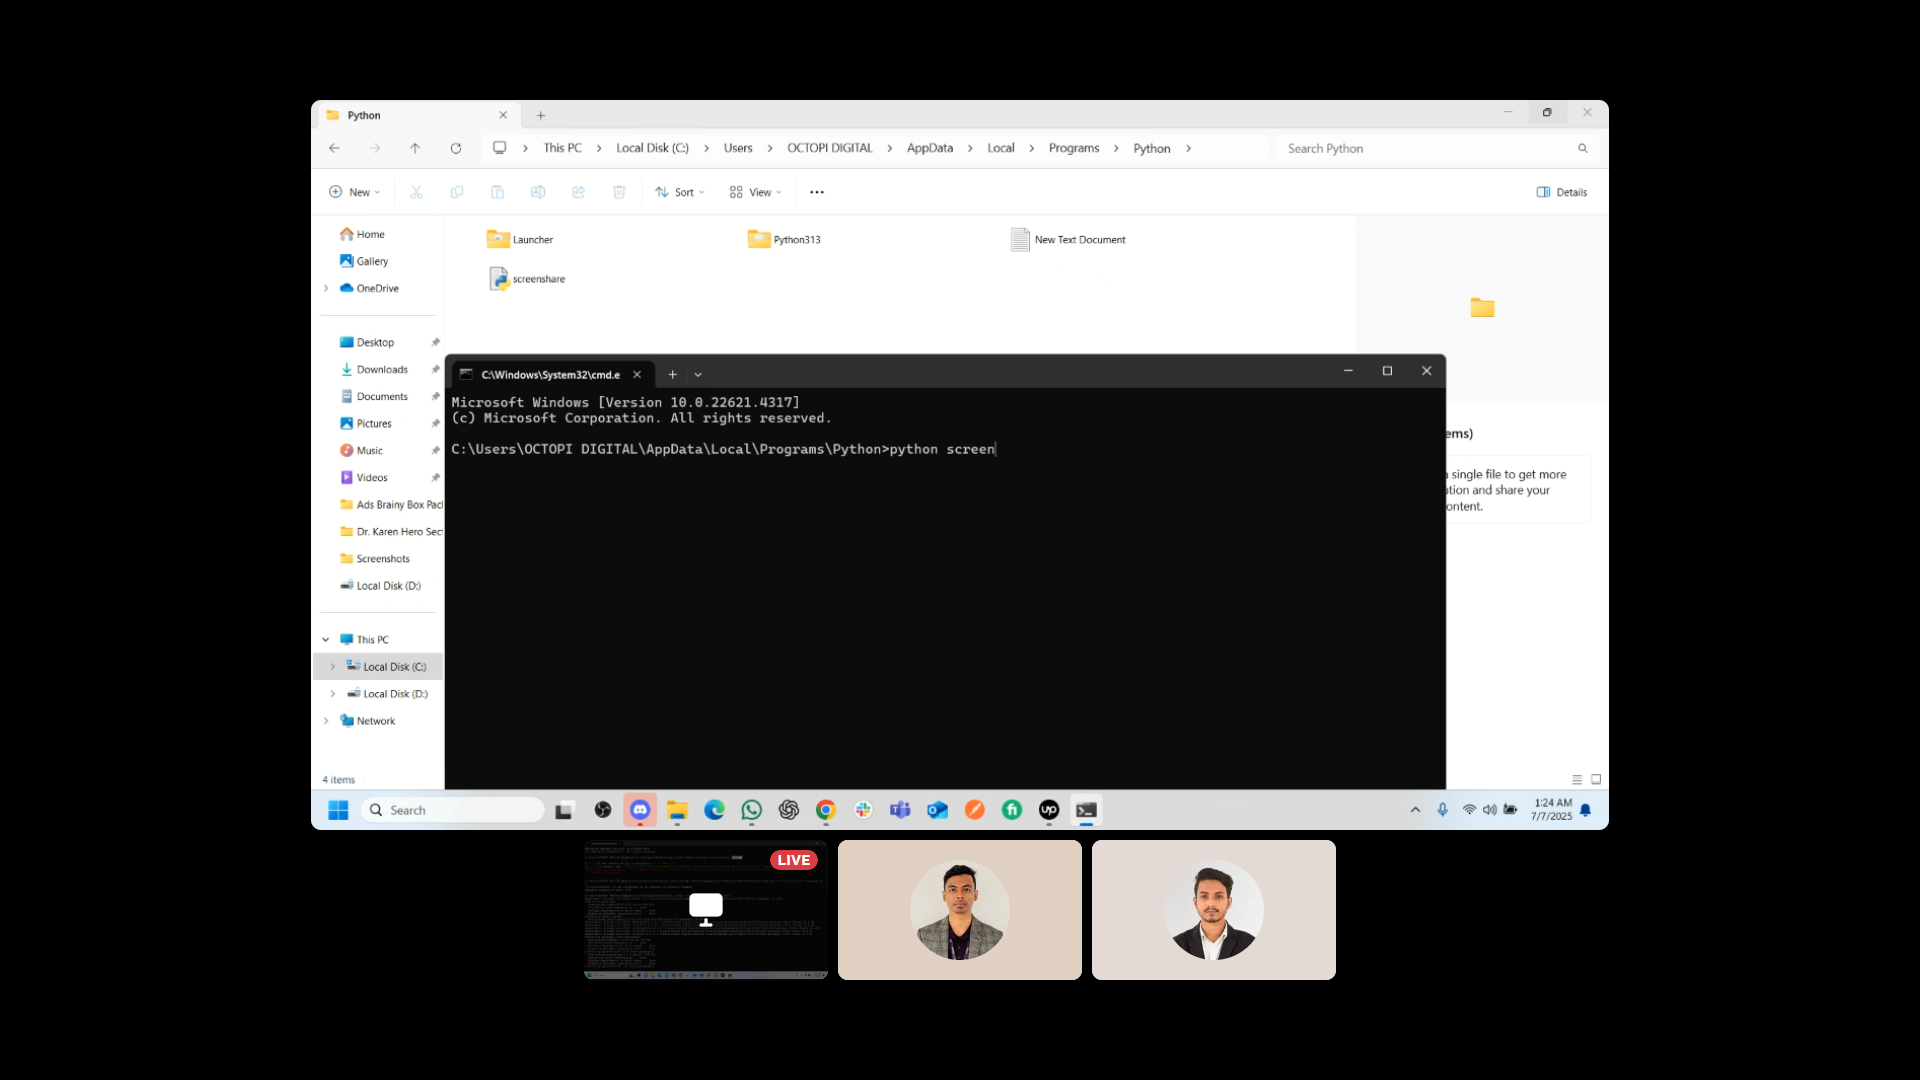 Python
This PC > Local Disk (C:) > Users > OCTOPI DIGITAL > AppData > Local > Programs > Python >
Search Python
New
Sort
View
Details
Home
Gallery
OneDrive
Desktop
Downloads
Documents
Pictures
Music
Videos
Ads Brainy Box Pac
Dr. Karen Hero Sec
Screenshots
Local Disk (D:)
This PC
Local Disk (C:)
Local Disk (D:)
Network
4 items
Launcher
Python313
New Text Document
screenshare
ems)
single file to get more
tion and share your
ontent.
C:\Windows\System32\cmd.e
Microsoft Windows [Version 10.0.22621.4317]
(c) Microsoft Corporation. All rights reserved.
C:\Users\OCTOPI DIGITAL\AppData\Local\Programs\Python>python screen
Search
up
1:24 AM
7/7/2025
LIVE